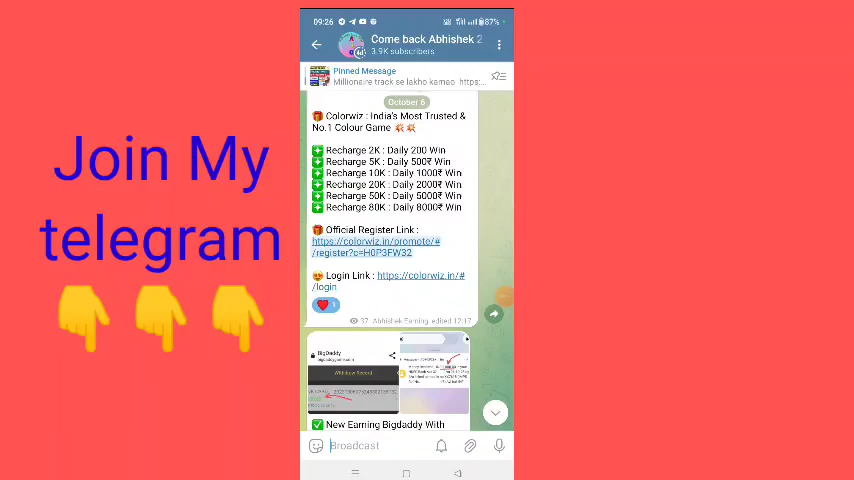 Join My
telegram
09:26
87%
Come back Abhishek 2
3.9K subscribers
Pinned Message
Millionaire track se lakho kamao https:...
October 6
Colorwiz : India's Most Trusted &
No.1 Colour Game
Recharge 2K : Daily 200 Win
Recharge 5K : Daily 500₹ Win
Recharge 10K : Daily 1000₹ Win
Recharge 20K : Daily 2000₹ Win
Recharge 50K : Daily 5000₹ Win
Recharge 80K : Daily 8000₹ Win
Official Register Link :
https://colorwiz.in/promote/#
/register?c=H0P3FW32
Login Link : https://colorwiz.in/#
/login
1
37 Abhishek Earning, edited 12:17
BigDaddy
Withdraw Record
New Earning Bigdaddy With
Broadcast